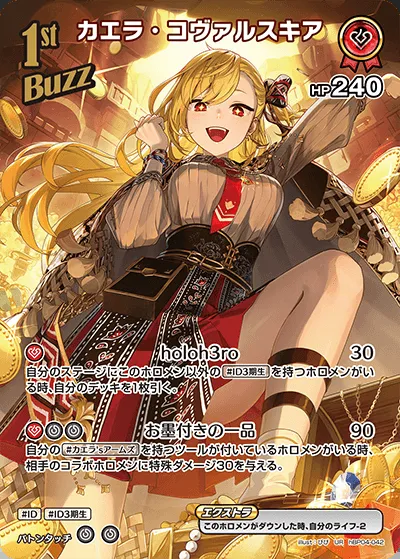 1st
Buzz
カエラ・コヴァルスキア
HP240
holoh3ro 30
自分のステージにこのホロメン以外の#ID3期生を持つホロメンがい
る時、自分のデッキを1枚引く。
お墨付きの一品 90
自分の#カエラ'sアームズを持つツールが付いているホロメンがいる時、
相手のコラボホロメンに特殊ダメージ30を与える。
#ID #ID3期生
エクストラ
このホロメンがダウンした時、自分のライフ-2
バトンタッチ
illust: びび UR hBP04-042